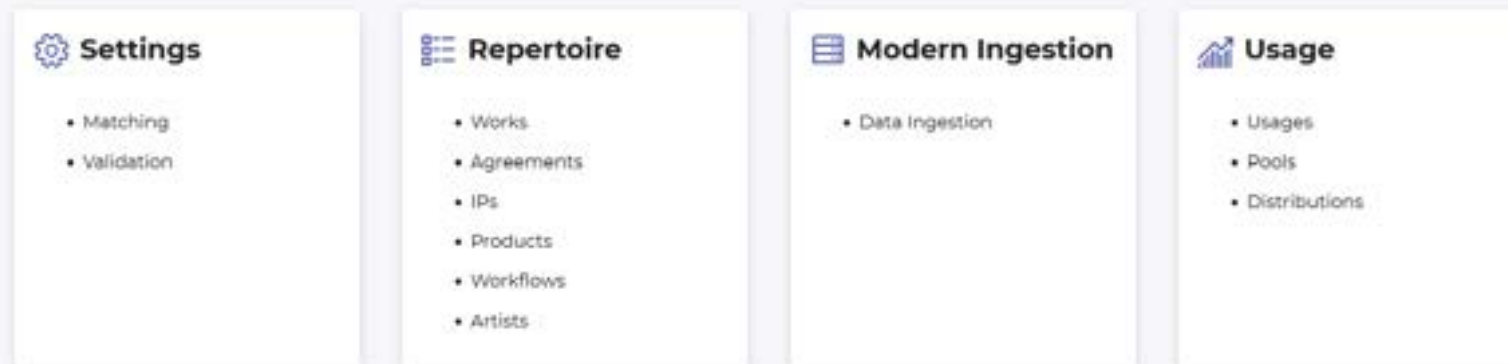 Settings
• Matching
• Validation
Repertoire
• Works
• Agreements
• IPs
• Products
• Workflows
• Artists
Modern Ingestion
• Data Ingestion
Usage
• Usages
• Pools
• Distributions